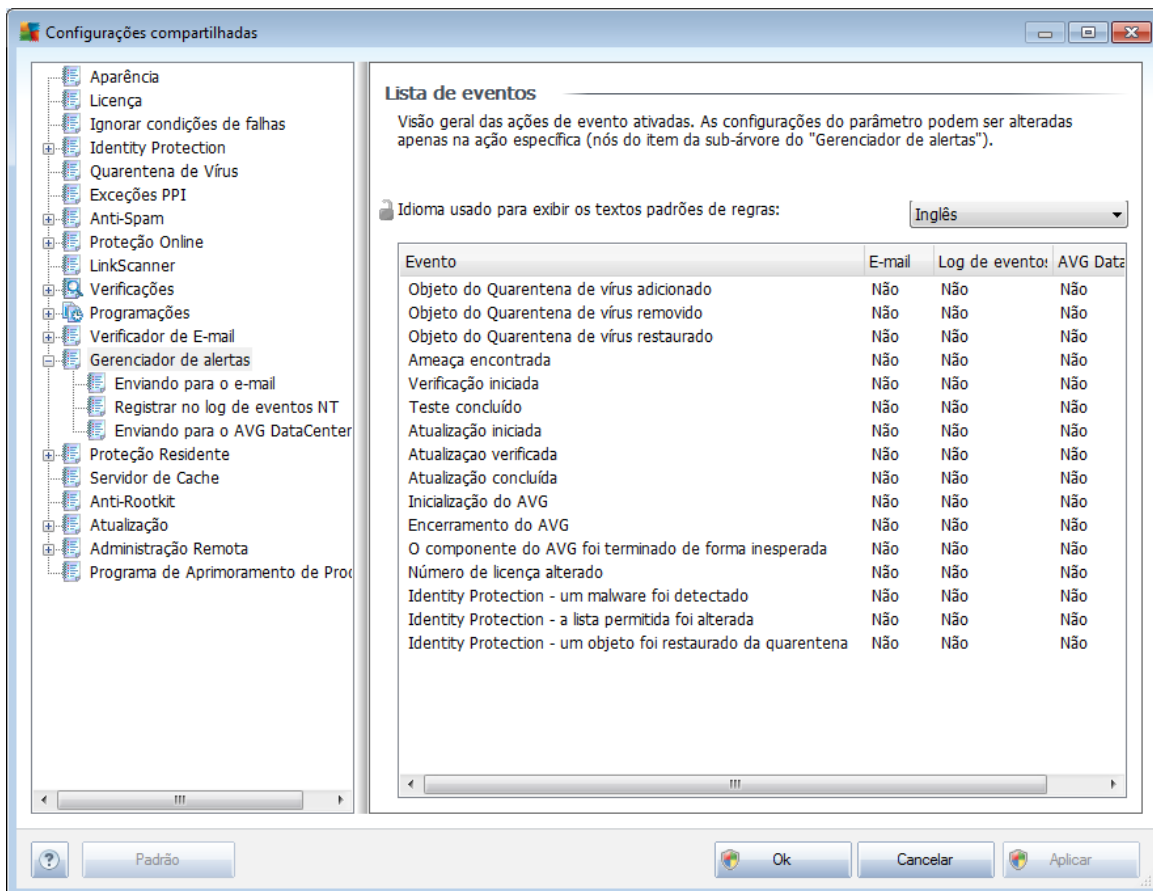 Configurações compartilhadas
Aparência
Licença
Ignorar condições de falhas
Identity Protection
Quarentena de Vírus
Exceções PPI
Anti-Spam
Proteção Online
LinkScanner
Verificações
Programações
Verificador de E-mail
Gerenciador de alertas
Enviando para o e-mail
Registrar no log de eventos NT
Enviando para o AVG DataCenter
Proteção Residente
Servidor de Cache
Anti-Rootkit
Atualização
Administração Remota
Programa de Aprimoramento de Prod
Lista de eventos
Visão geral das ações de evento ativadas. As configurações do parâmetro podem ser alteradas
apenas na ação específica (nós do item da sub-árvore do "Gerenciador de alertas").
Idioma usado para exibir os textos padrões de regras: Inglês
Evento E-mail Log de eventos AVG Data
Objeto do Quarentena de vírus adicionado Não Não Não
Objeto do Quarentena de vírus removido Não Não Não
Objeto do Quarentena de vírus restaurado Não Não Não
Ameaça encontrada Não Não Não
Verificação iniciada Não Não Não
Teste concluído Não Não Não
Atualização iniciada Não Não Não
Atualizaçao verificada Não Não Não
Atualização concluída Não Não Não
Inicialização do AVG Não Não Não
Encerramento do AVG Não Não Não
O componente do AVG foi terminado de forma inesperada Não Não Não
Número de licença alterado Não Não Não
Identity Protection - um malware foi detectado Não Não Não
Identity Protection - a lista permitida foi alterada Não Não Não
Identity Protection - um objeto foi restaurado da quarentena Não Não Não
? Padrão Ok Cancelar Aplicar